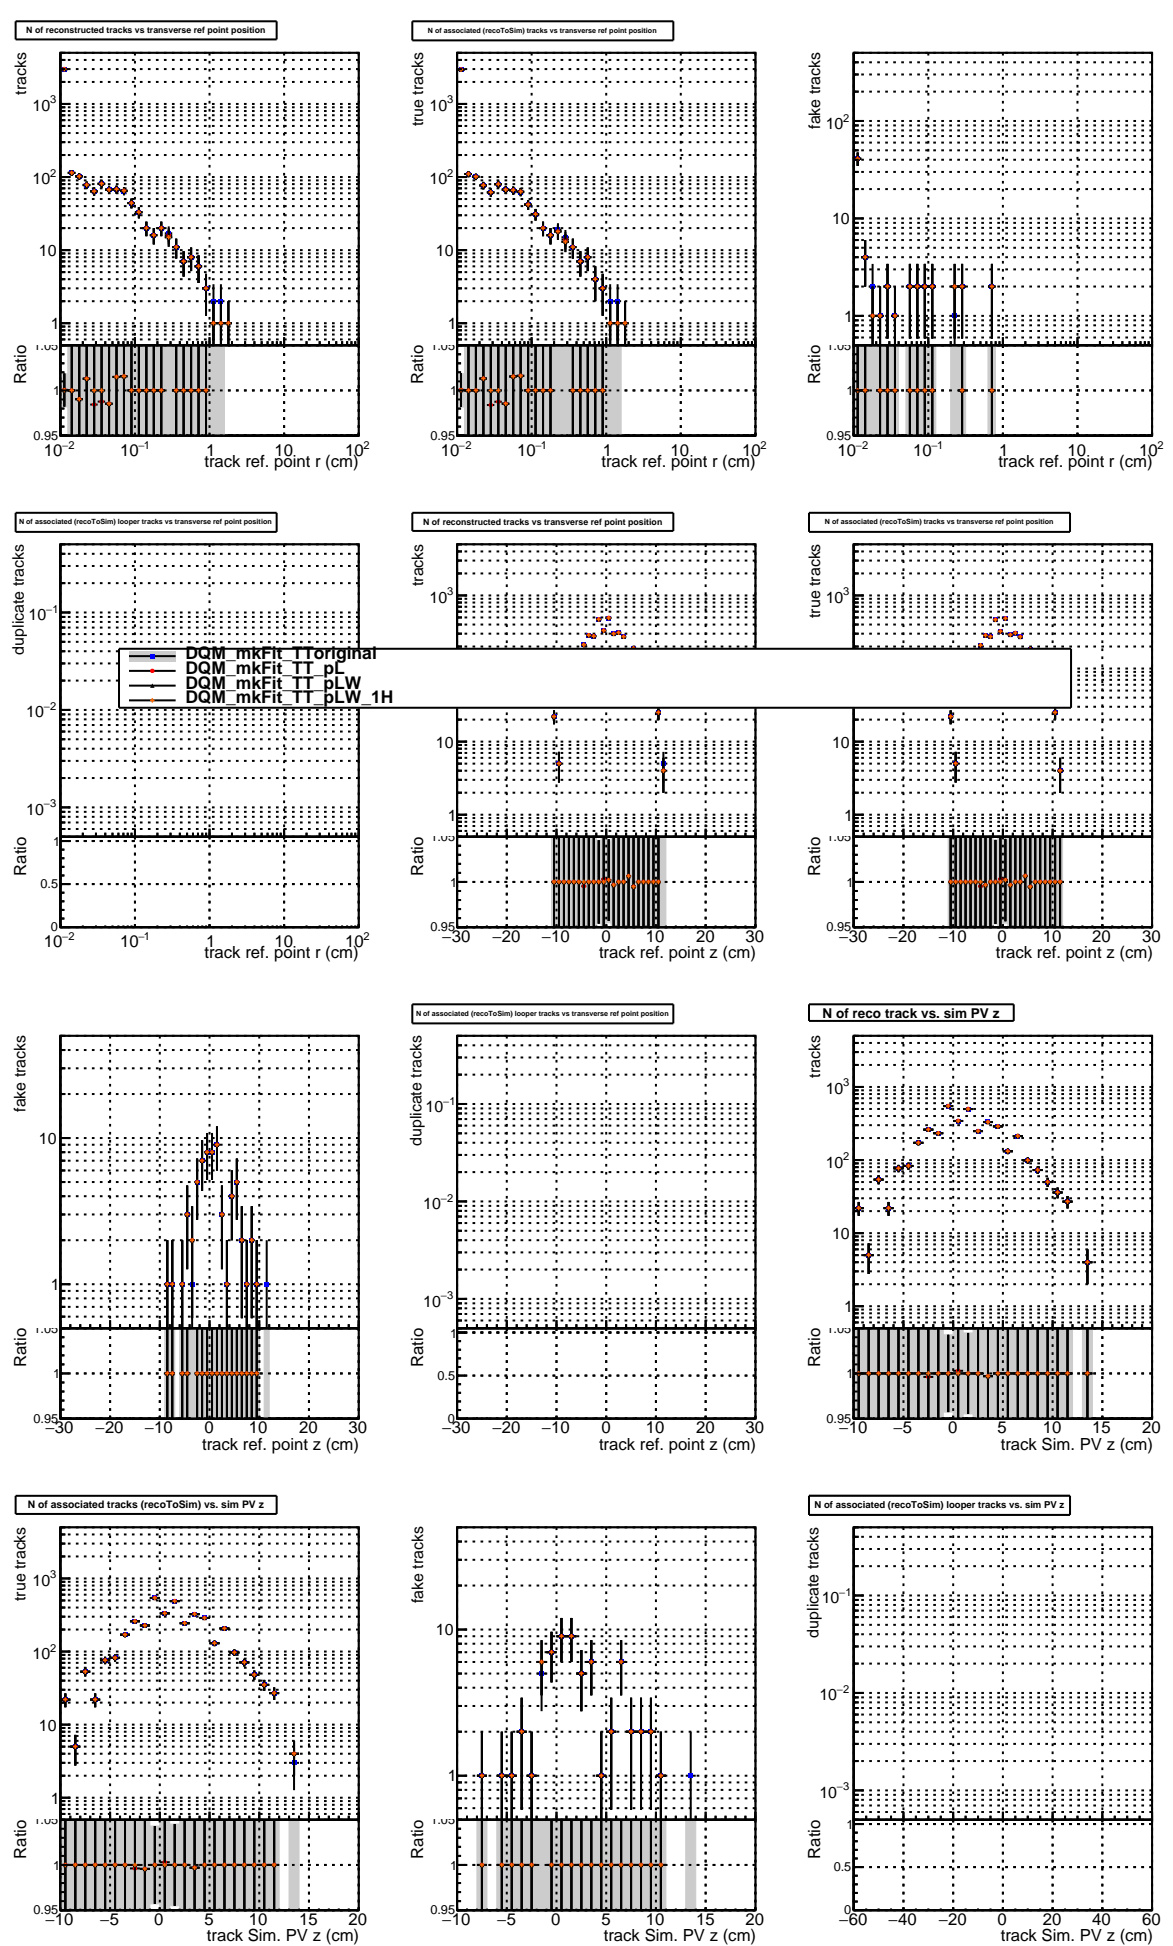 N of reconstructed tracks vs transverse ref point position
tracks
10³
10²
10
1
1.05
Ratio
1
0.95
10⁻² 10⁻¹ 1 10 10²
track ref. point r (cm)
N of associated (recoToSim) tracks vs transverse ref point position
true tracks
10³
10²
10
1
1.05
Ratio
1
0.95
10⁻² 10⁻¹ 1 10 10²
track ref. point r (cm)
fake tracks
10²
10
1
1.05
Ratio
1
0.95
10⁻² 10⁻¹ 1 10 10²
track ref. point r (cm)
N of associated (recoToSim) looper tracks vs transverse ref point position
duplicate tracks
10⁻¹
10⁻²
10⁻³
Ratio
1
0.5
0
10⁻² 10⁻¹ 1 10 10²
track ref. point r (cm)
N of reconstructed tracks vs transverse ref point position
tracks
10³
10
1
1.05
Ratio
1
0.95
−30 −20 −10 0 10 20 30
track ref. point z (cm)
N of associated (recoToSim) tracks vs transverse ref point position
true tracks
10³
10
1
1.05
Ratio
1
0.95
−30 −20 −10 0 10 20 30
track ref. point z (cm)
DQM_mkFit_TToriginal
DQM_mkFit_TT_pL
DQM_mkFit_TT_pLW
DQM_mkFit_TT_pLW_1H
fake tracks
10
1
1.05
Ratio
1
0.95
−30 −20 −10 0 10 20 30
track ref. point z (cm)
N of associated (recoToSim) looper tracks vs transverse ref point position
duplicate tracks
10⁻¹
10⁻²
10⁻³
Ratio
1
0.5
0
−30 −20 −10 0 10 20 30
track ref. point z (cm)
N of reco track vs. sim PV z
tracks
10³
10²
10
1
1.05
Ratio
1
0.95
−10 −5 0 5 10 15 20
track Sim. PV z (cm)
N of associated tracks (recoToSim) vs. sim PV z
true tracks
10³
10²
10
1
1.05
Ratio
1
0.95
−10 −5 0 5 10 15 20
track Sim. PV z (cm)
fake tracks
10
1
1.05
Ratio
1
0.95
−10 −5 0 5 10 15 20
track Sim. PV z (cm)
N of associated (recoToSim) looper tracks vs. sim PV z
duplicate tracks
10⁻¹
10⁻²
10⁻³
Ratio
1
0.5
0
−60 −40 −20 0 20 40 60
track Sim. PV z (cm)